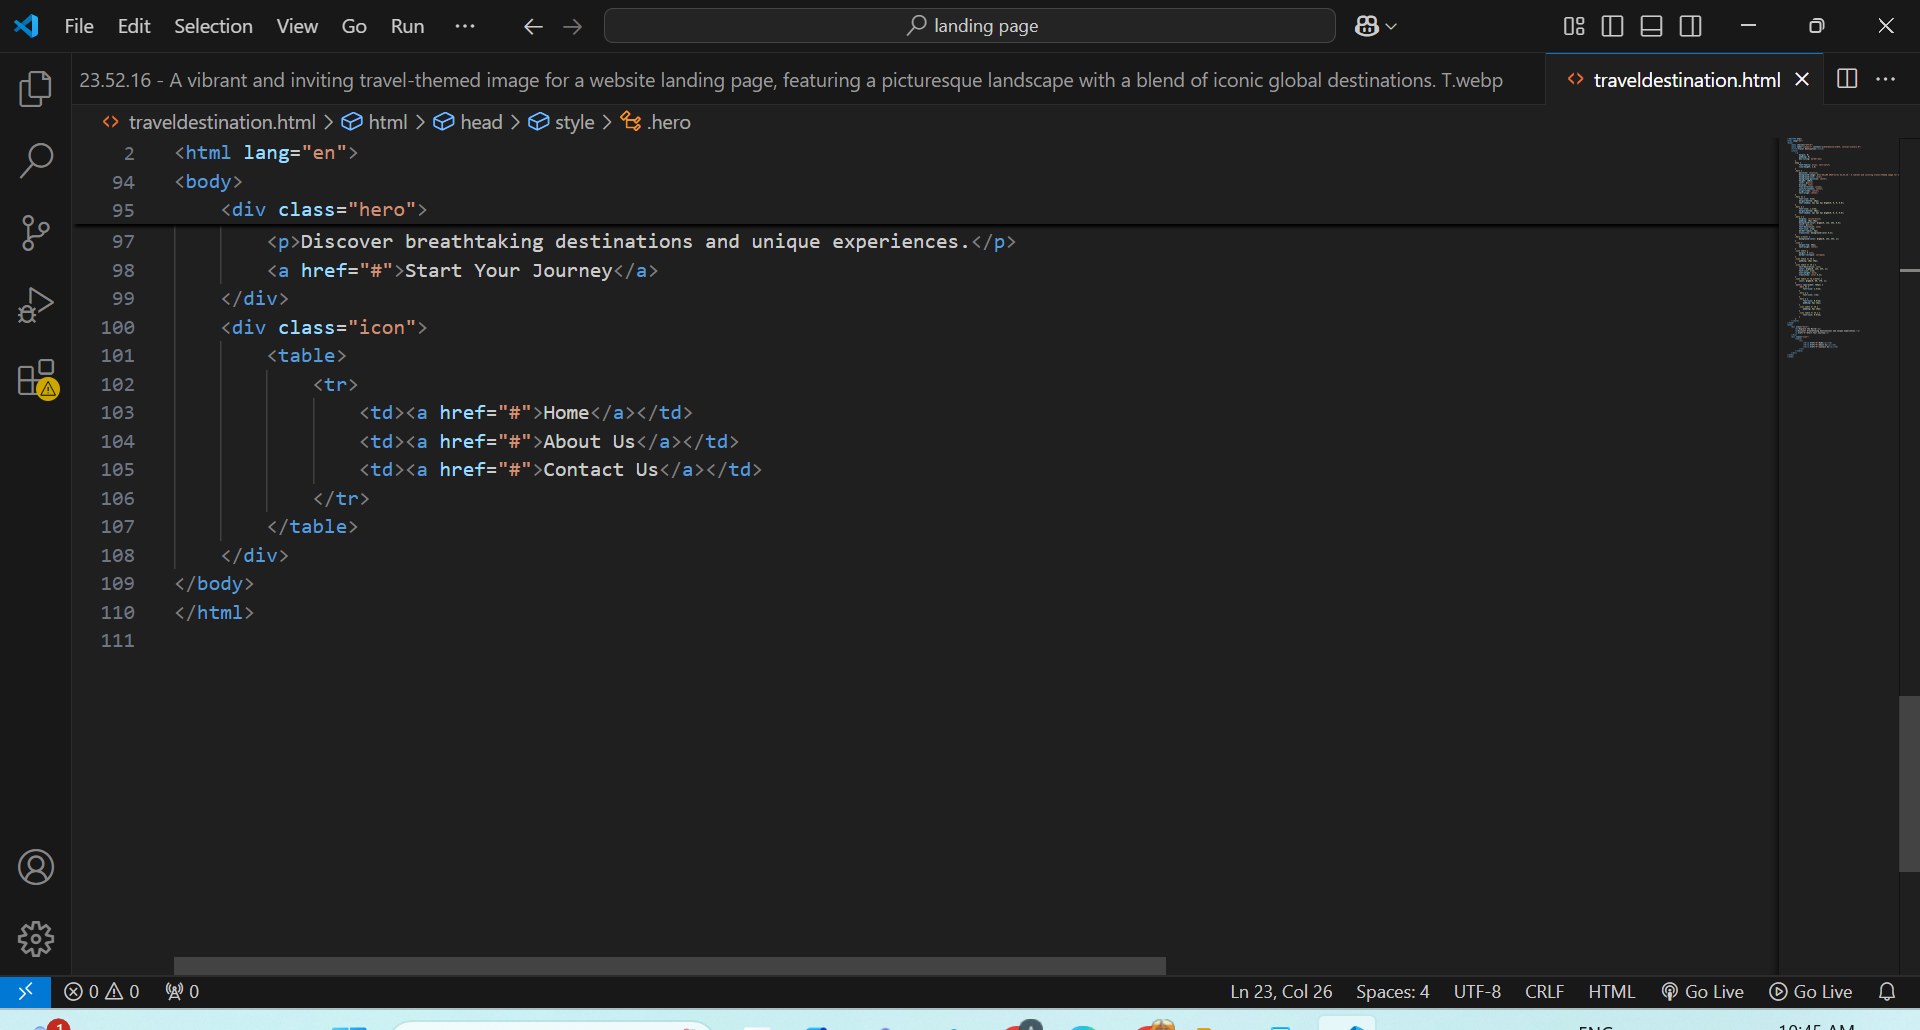 File Edit Selection View Go Run ··· landing page
23.52.16 - A vibrant and inviting travel-themed image for a website landing page, featuring a picturesque landscape with a blend of iconic global destinations. T.webp
traveldestination.html
traveldestination.html > html > head > style > .hero
2 <html lang="en">
94 <body>
95 <div class="hero">
97 <p>Discover breathtaking destinations and unique experiences.</p>
98 <a href="#">Start Your Journey</a>
99 </div>
100 <div class="icon">
101 <table>
102 <tr>
103 <td><a href="#">Home</a></td>
104 <td><a href="#">About Us</a></td>
105 <td><a href="#">Contact Us</a></td>
106 </tr>
107 </table>
108 </div>
109 </body>
110 </html>
111
0 0 0 Ln 23, Col 26 Spaces: 4 UTF-8 CRLF HTML Go Live Go Live
1 ENG 10:45 AM